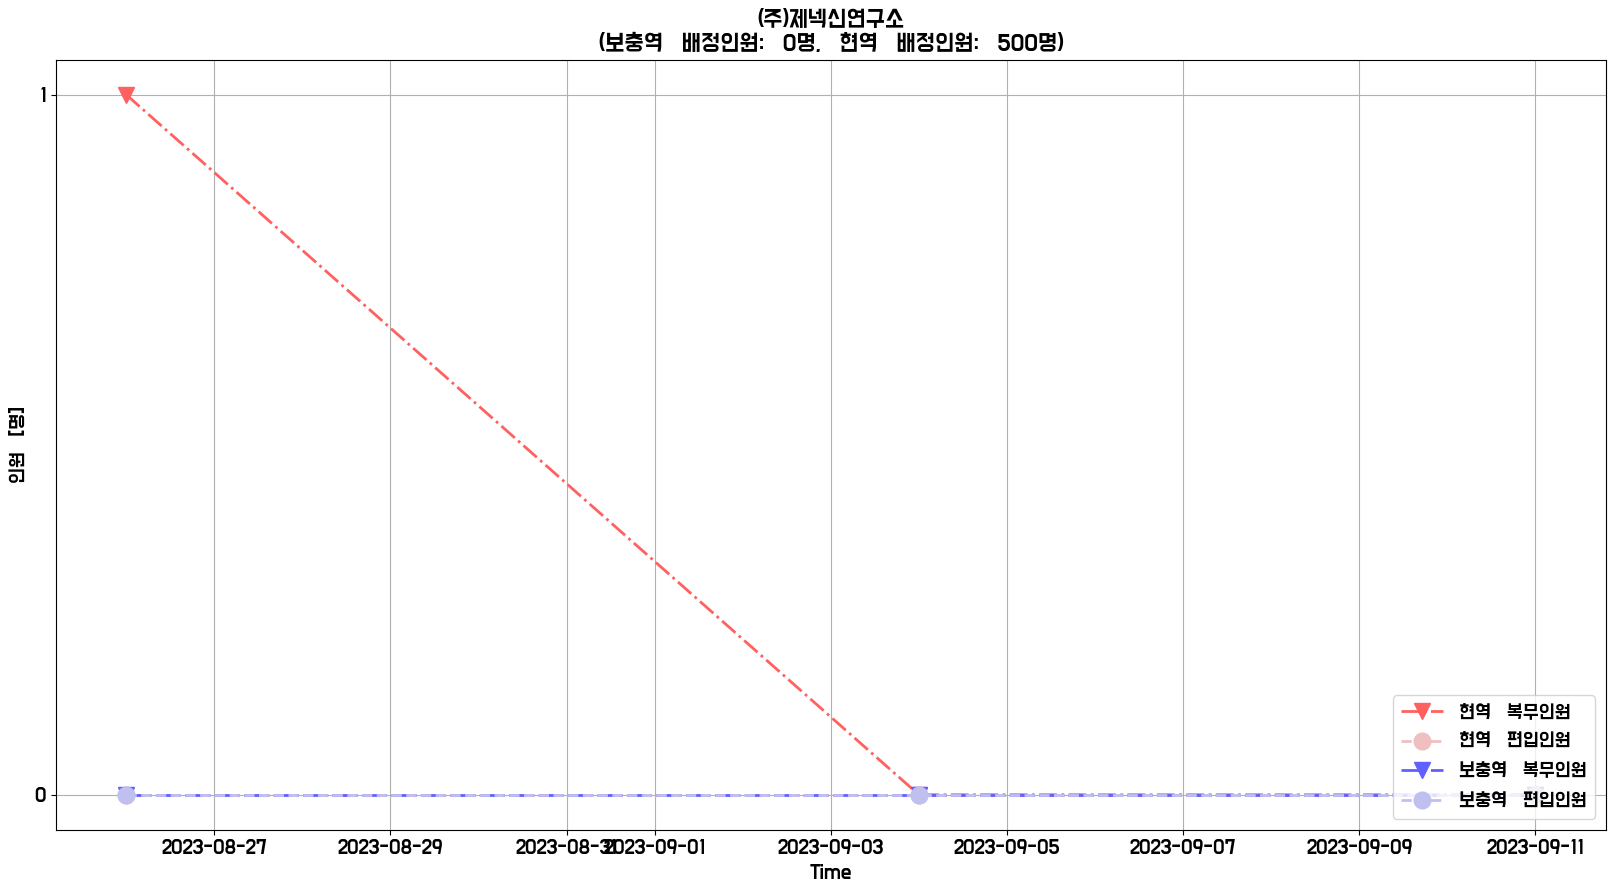 (주)제넥신연구소
(보충역 배정인원: 0명, 현역 배정인원: 500명)
1
0
인원 [명]
현역 복무인원
현역 편입인원
보충역 복무인원
보충역 편입인원
2023-08-27 2023-08-29 2023-08-31 2023-09-01 2023-09-03 2023-09-05 2023-09-07 2023-09-09 2023-09-11
Time